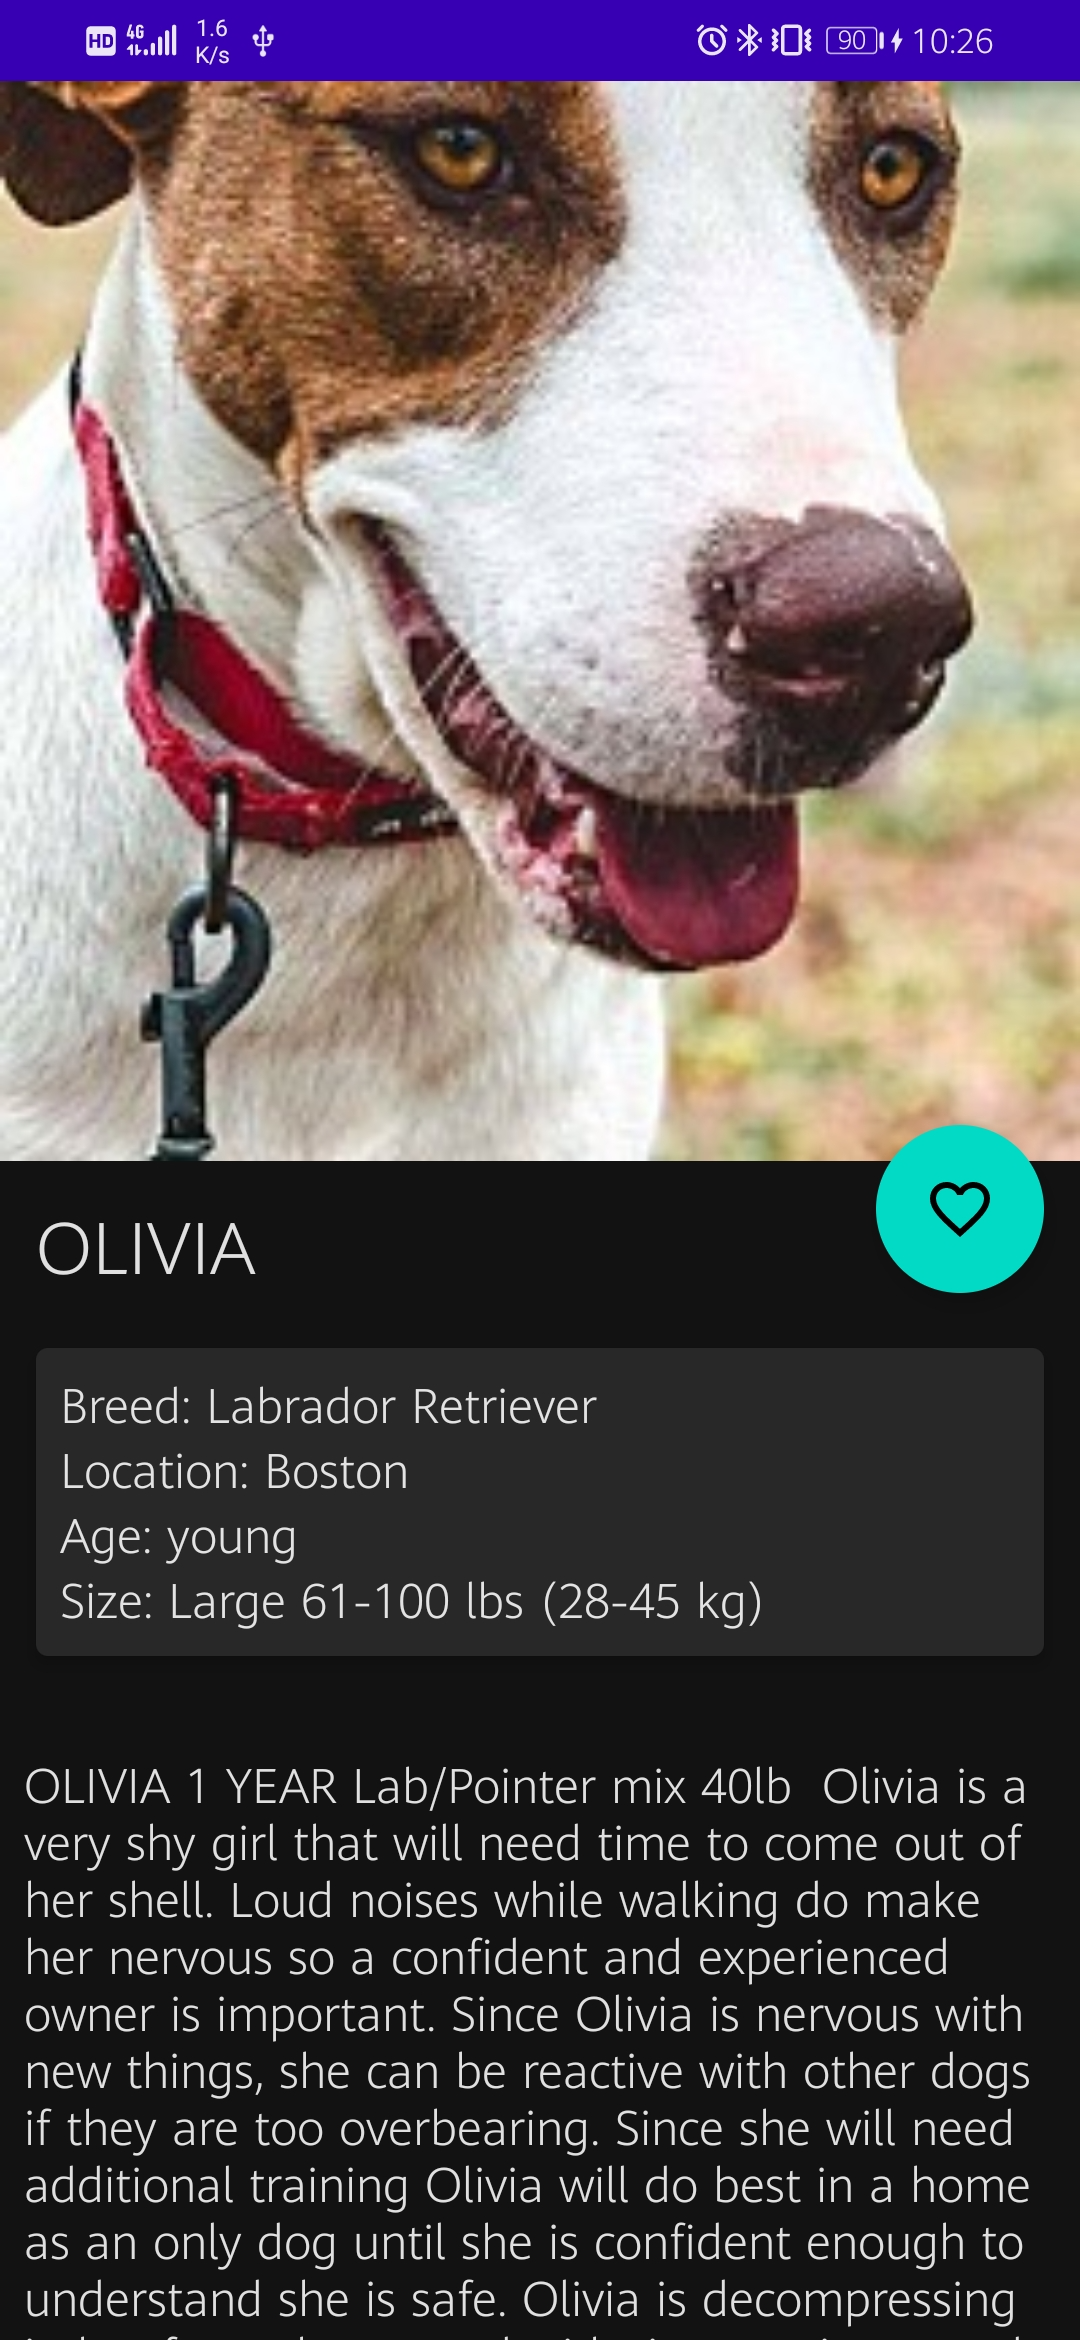 HD 4G 1.6 K/s 90 10:26
OLIVIA
Breed: Labrador Retriever
Location: Boston
Age: young
Size: Large 61-100 lbs (28-45 kg)
OLIVIA 1 YEAR Lab/Pointer mix 40lb  Olivia is a
very shy girl that will need time to come out of
her shell. Loud noises while walking do make
her nervous so a confident and experienced
owner is important. Since Olivia is nervous with
new things, she can be reactive with other dogs
if they are too overbearing. Since she will need
additional training Olivia will do best in a home
as an only dog until she is confident enough to
understand she is safe. Olivia is decompressing